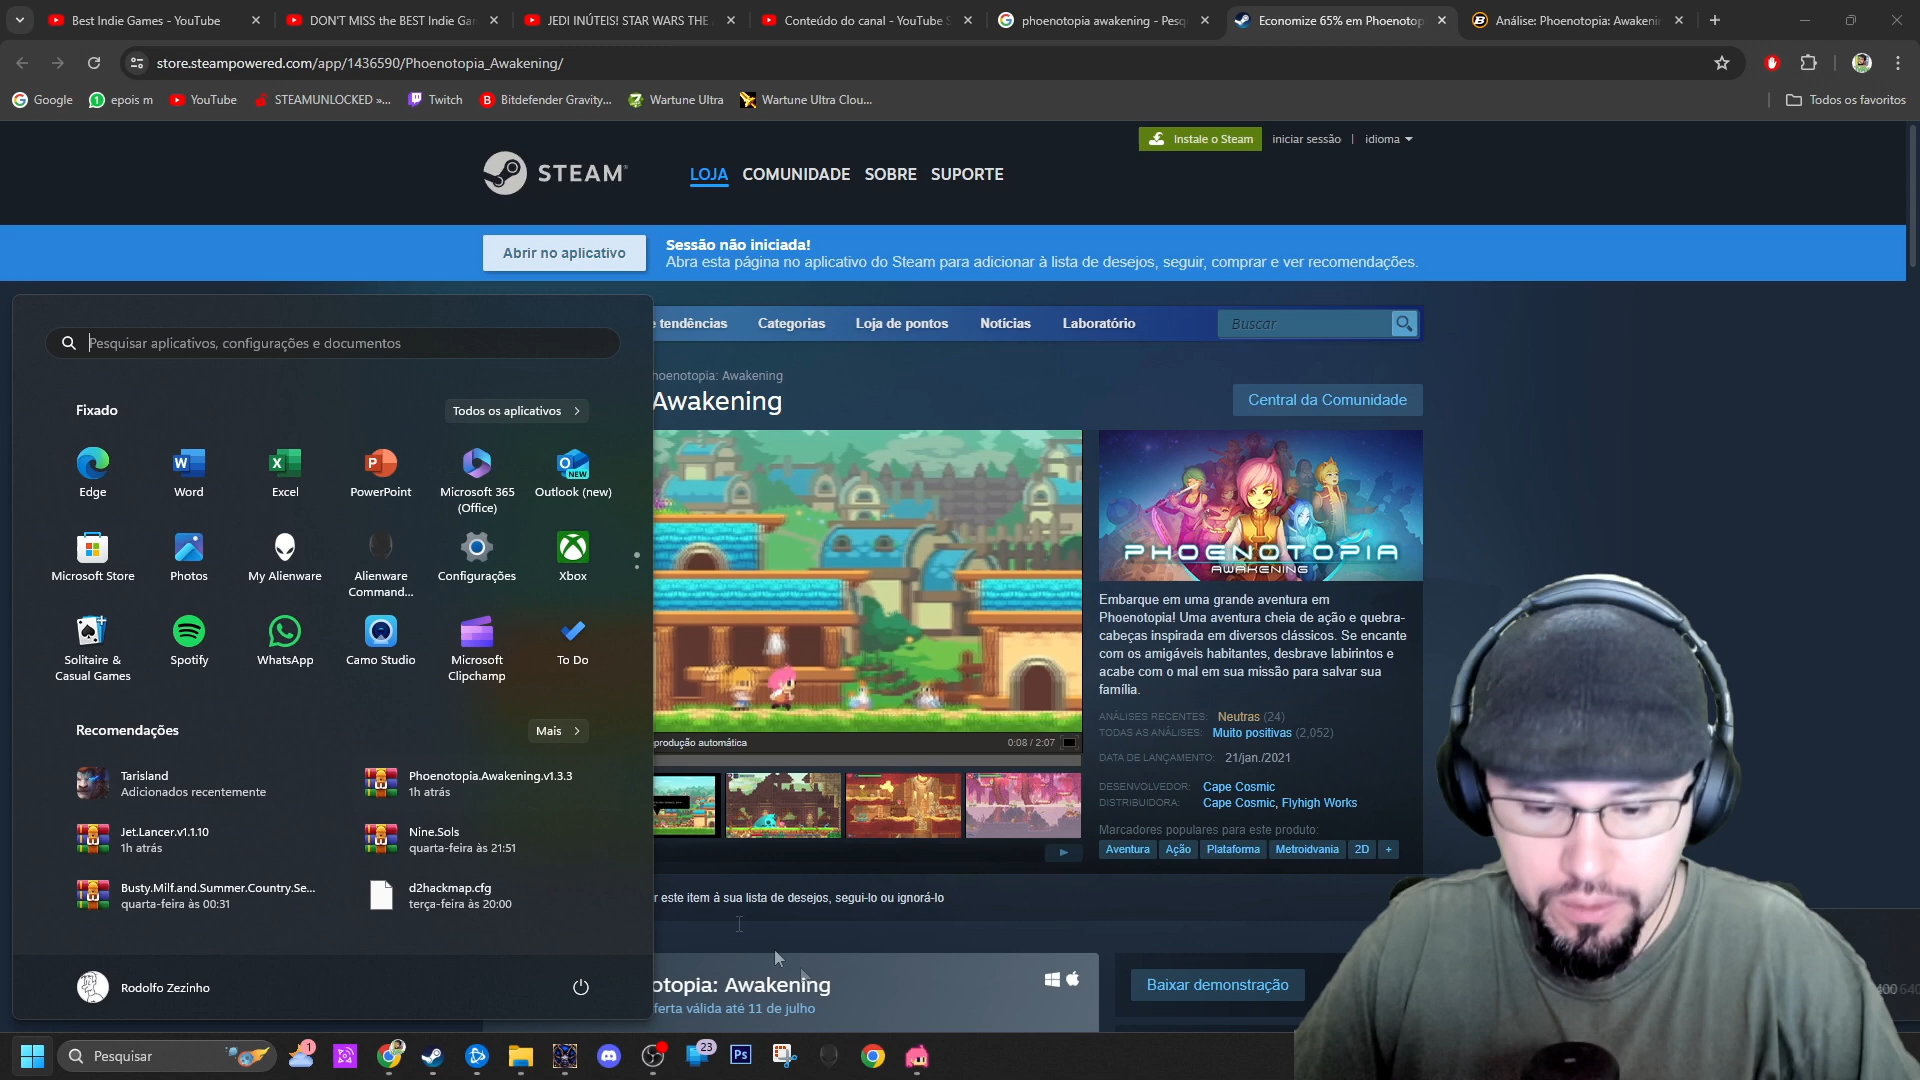 Best Indie Games - YouTube
DON'T MISS the BEST Indie Gar
JEDI INÚTEIS! STAR WARS THE
Conteúdo do canal - YouTube S
phoenotopia awakening - Pesq
Economize 65% em Phoenotop
Análise: Phoenotopia: Awakenin
store.steampowered.com/app/1436590/Phoenotopia_Awakening/
Google
epois m
YouTube
STEAMUNLOCKED »...
Twitch
Bitdefender Gravity...
Wartune Ultra
Wartune Ultra Clou...
Todos os favoritos
Instale o Steam
iniciar sessão
idioma
STEAM
LOJA
COMUNIDADE
SOBRE
SUPORTE
Abrir no aplicativo
Sessão não iniciada!
Abra esta página no aplicativo do Steam para adicionar à lista de desejos, seguir, comprar e ver recomendações.
e tendências
Categorias
Loja de pontos
Notícias
Laboratório
Buscar
hoenotopia: Awakening
Awakening
Central da Comunidade
Pesquisar aplicativos, configurações e documentos
Fixado
Todos os aplicativos
Edge
Word
Excel
PowerPoint
Microsoft 365 (Office)
Outlook (new)
Microsoft Store
Photos
My Alienware
Alienware Command...
Configurações
Xbox
Solitaire & Casual Games
Spotify
WhatsApp
Camo Studio
Microsoft Clipchamp
To Do
Recomendações
Mais
Tarisland
Adicionados recentemente
Phoenotopia.Awakening.v1.3.3
1h atrás
Jet.Lancer.v1.1.10
1h atrás
Nine.Sols
quarta-feira às 21:51
Busty.Milf.and.Summer.Country.Se...
quarta-feira às 00:31
d2hackmap.cfg
terça-feira às 20:00
Rodolfo Zezinho
produção automática
0:08 / 2:07
PHOENOTOPIA
AWAKENING
Embarque em uma grande aventura em
Phoenotopia! Uma aventura cheia de ação e quebra-
cabeças inspirada em diversos clássicos. Se encante
com os amigáveis habitantes, desbrave labirintos e
acabe com o mal em sua missão para salvar sua
família.
ANÁLISES RECENTES: Neutras (24)
TODAS AS ANÁLISES: Muito positivas (2,052)
DATA DE LANÇAMENTO: 21/jan./2021
DESENVOLVEDOR: Cape Cosmic
DISTRIBUIDORA: Cape Cosmic, Flyhigh Works
Marcadores populares para este produto:
Aventura
Ação
Plataforma
Metroidvania
2D
+
r este item à sua lista de desejos, segui-lo ou ignorá-lo
otopia: Awakening
ferta válida até 11 de julho
Baixar demonstração
Pesquisar
1
23
Ps